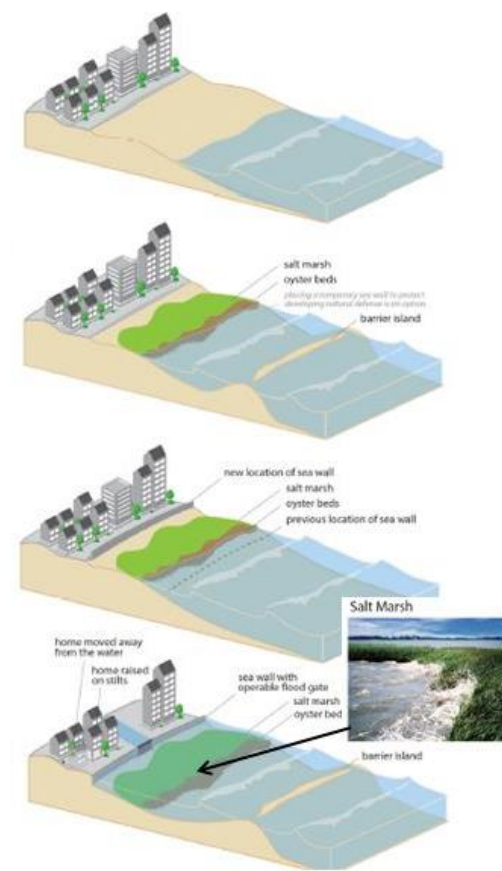 salt marsh
oyster beds
placing a temporary sea wall to protect
developing natural defense is an option
barrier island
new location of sea wall
salt marsh
oyster beds
previous location of sea wall
Salt Marsh
home moved away
from the water
home raised
on stilts
sea wall with
operable flood gate
salt marsh
oyster bed
barrier island